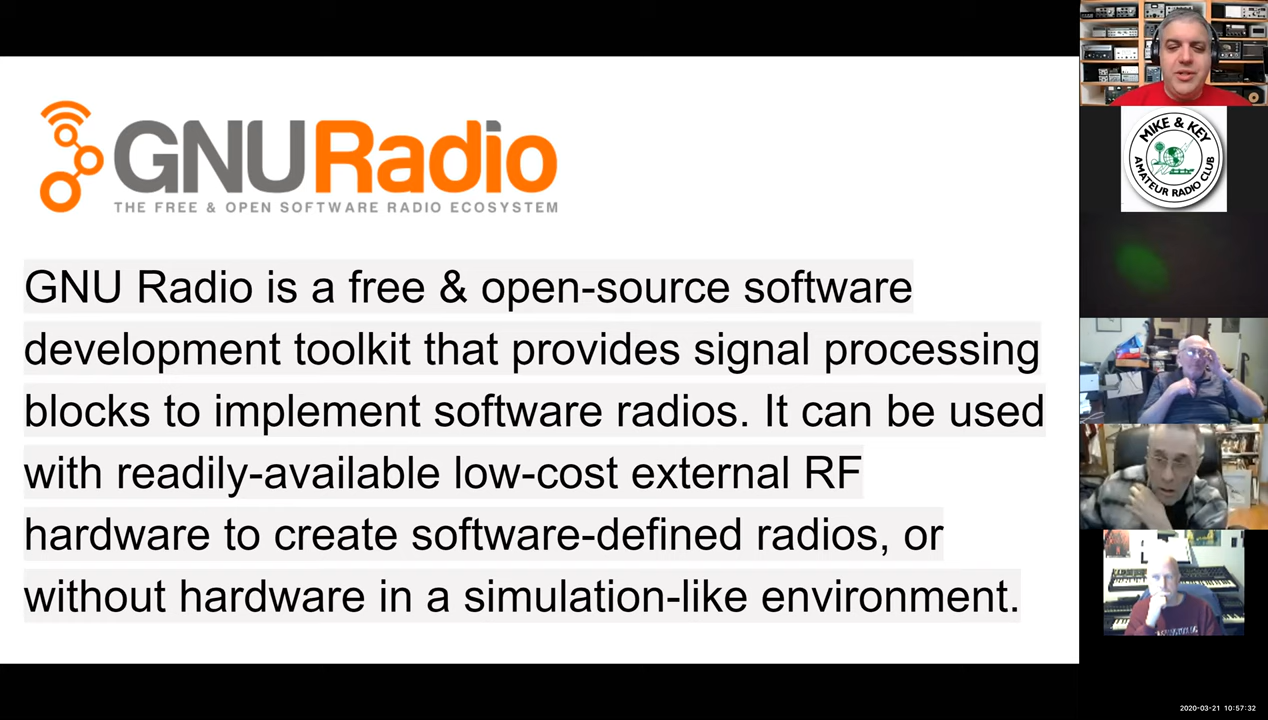 GNURadio
THE FREE & OPEN SOFTWARE RADIO ECOSYSTEM
GNU Radio is a free & open-source software
development toolkit that provides signal processing
blocks to implement software radios. It can be used
with readily-available low-cost external RF
hardware to create software-defined radios, or
without hardware in a simulation-like environment.
MIKE & KEY
AMATEUR RADIO CLUB
2020-03-21 10:57:32